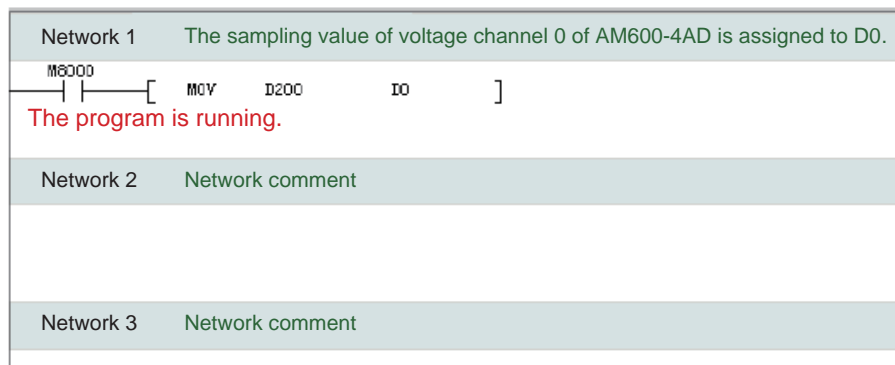 Network 1 The sampling value of voltage channel 0 of AM600-4AD is assigned to D0.
M8000
[ MOV D200 D0 ]
The program is running.
Network 2 Network comment
Network 3 Network comment